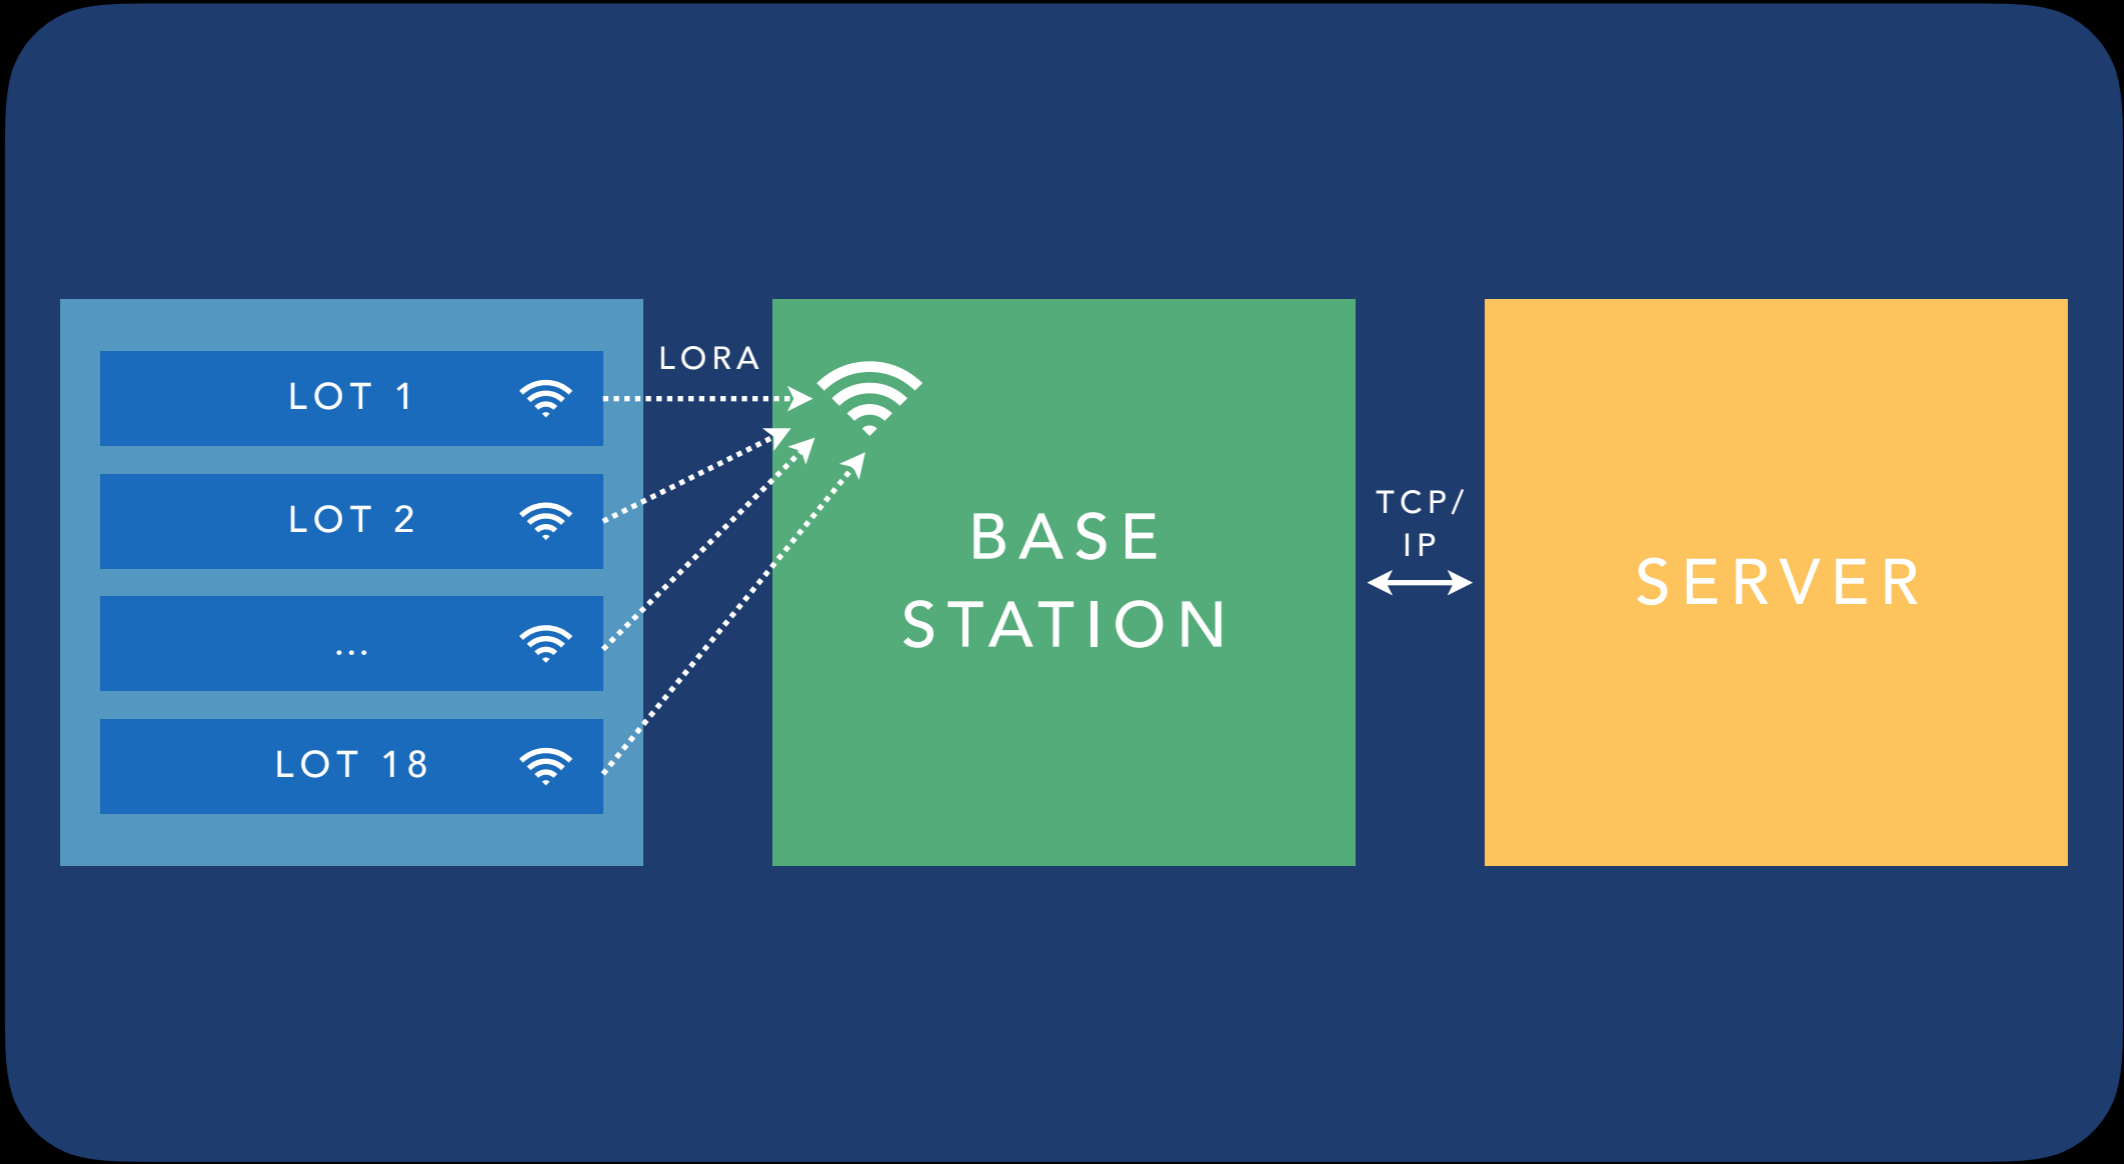 LOT 1
LOT 2
...
LOT 18
LORA
BASE
STATION
TCP/
IP
SERVER